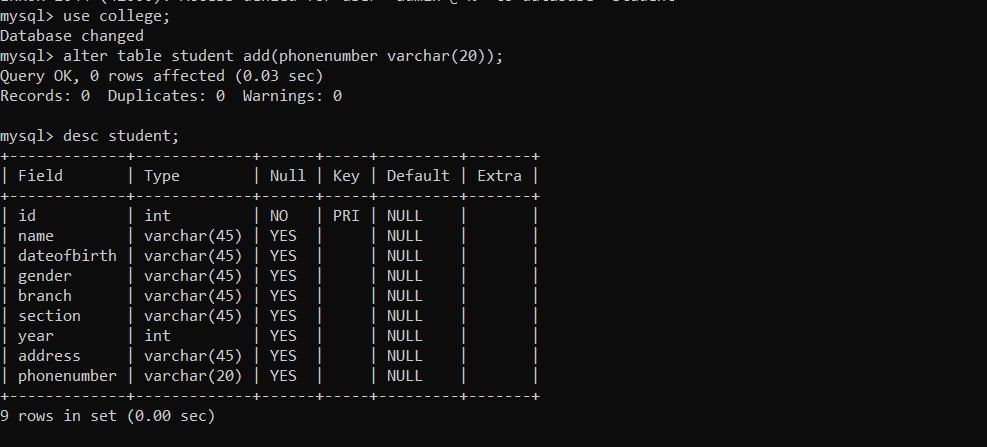 mysql> use college;
Database changed
mysql> alter table student add(phonenumber varchar(20));
Query OK, 0 rows affected (0.03 sec)
Records: 0  Duplicates: 0  Warnings: 0
mysql> desc student;
+-------------+-------------+------+-----+---------+-------+
| Field       | Type        | Null | Key | Default | Extra |
+-------------+-------------+------+-----+---------+-------+
| id          | int         | NO   | PRI | NULL    |       |
| name        | varchar(45) | YES  |     | NULL    |       |
| dateofbirth | varchar(45) | YES  |     | NULL    |       |
| gender      | varchar(45) | YES  |     | NULL    |       |
| branch      | varchar(45) | YES  |     | NULL    |       |
| section     | varchar(45) | YES  |     | NULL    |       |
| year        | int         | YES  |     | NULL    |       |
| address     | varchar(45) | YES  |     | NULL    |       |
| phonenumber | varchar(20) | YES  |     | NULL    |       |
+-------------+-------------+------+-----+---------+-------+
9 rows in set (0.00 sec)